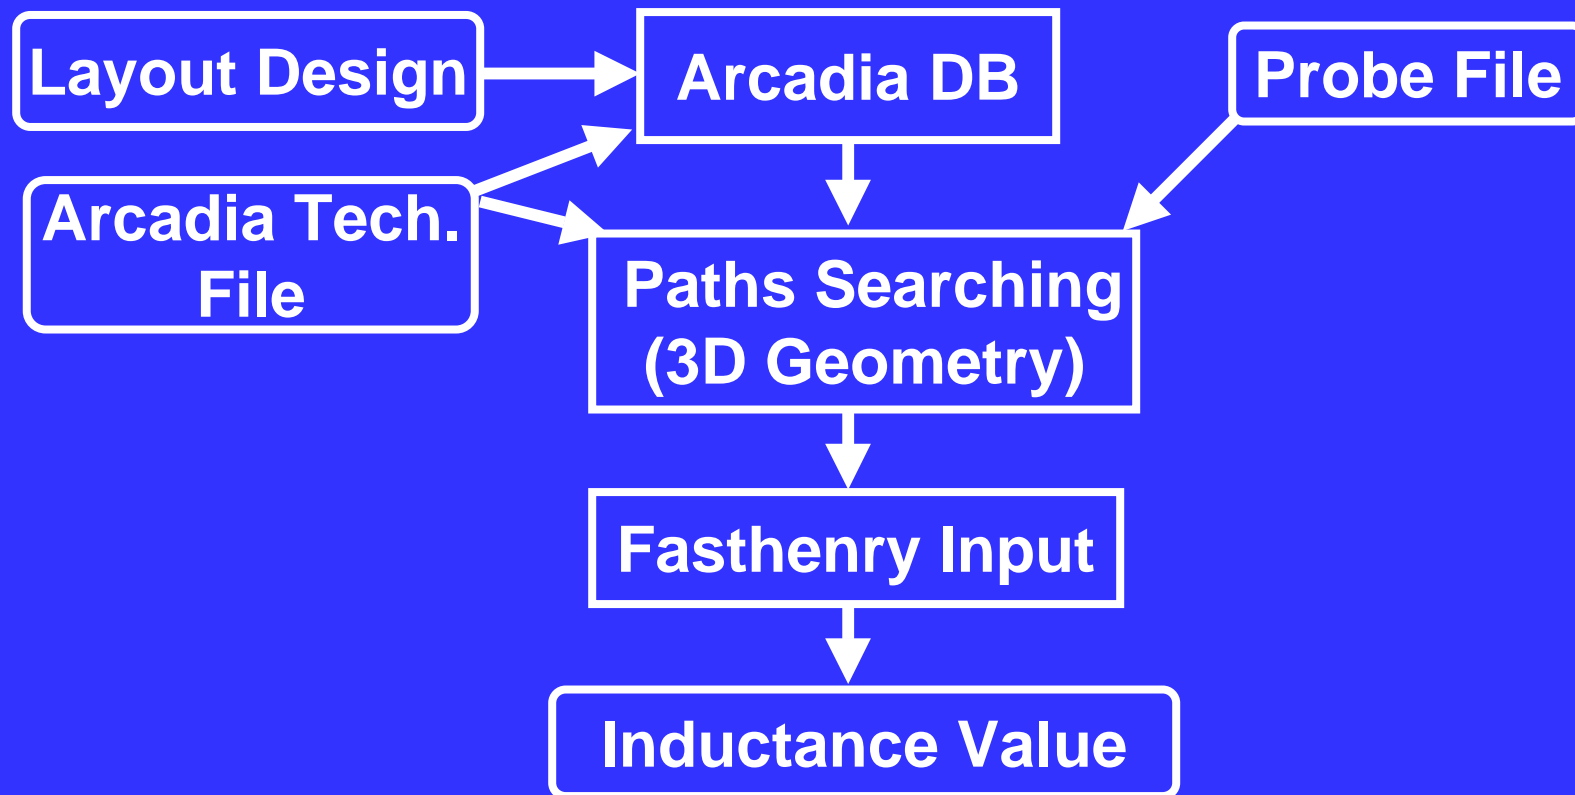 Layout Design
Arcadia DB
Probe File
Arcadia Tech.
File
Paths Searching
(3D Geometry)
Fasthenry Input
Inductance Value